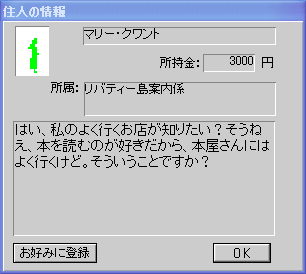 住人の情報
マリー・クワント
所持金: 3000 円
所属: リバティー島案内係
はい、私のよく行くお店が知りたい？そうね
え、本を読むのが好きだから、本屋さんには
よく行くけど。そういうことですか？
お好みに登録 OK